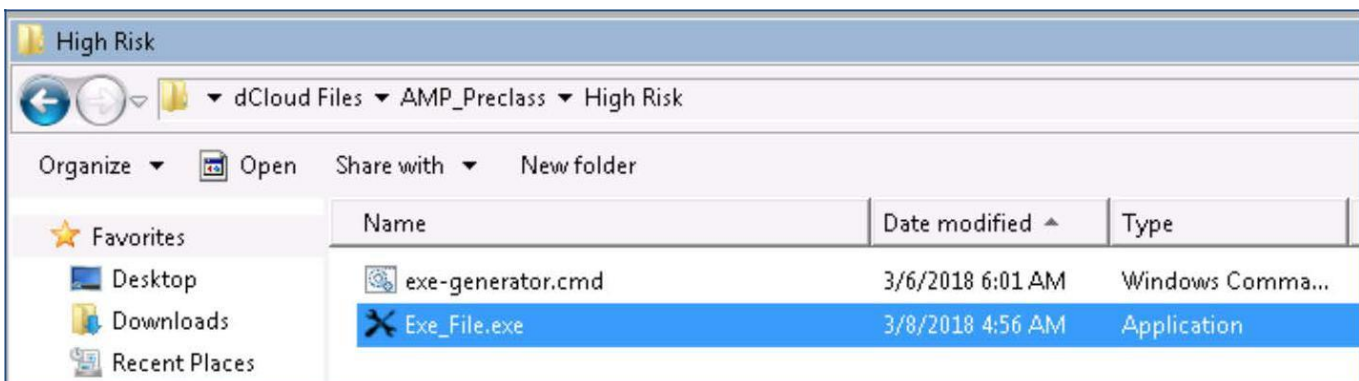 High Risk
dCloud Files AMP_Preclass High Risk
Organize Open Share with New folder
Favorites
Desktop
Downloads
Recent Places
Name Date modified Type
exe-generator.cmd 3/6/2018 6:01 AM Windows Comma...
Exe_File.exe 3/8/2018 4:56 AM Application